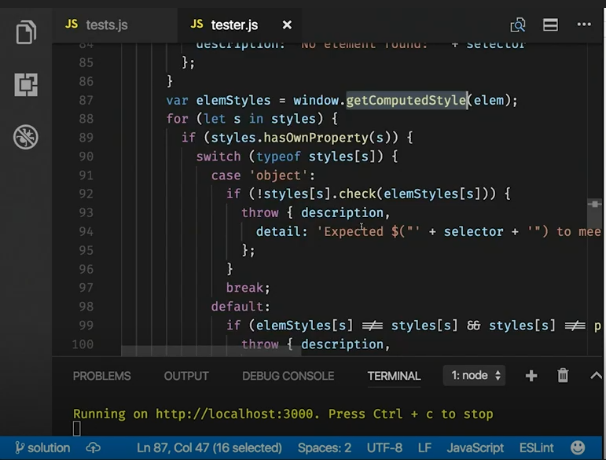 JS tests.js JS tester.js ×
84 description: 'No element found: ' + selector
85 };
86 }
87 var elemStyles = window.getComputedStyle(elem);
88 for (let s in styles) {
89 if (styles.hasOwnProperty(s)) {
90 switch (typeof styles[s]) {
91 case 'object':
92 if (!styles[s].check(elemStyles[s])) {
93 throw { description,
94 detail: 'Expected $("' + selector + '") to mee
95 };
96 }
97 break;
98 default:
99 if (elemStyles[s] !== styles[s] && styles[s] !== p
100 throw { description,
PROBLEMS OUTPUT DEBUG CONSOLE TERMINAL 1: node
Running on http://localhost:3000. Press Ctrl + c to stop
solution Ln 87, Col 47 (16 selected) Spaces: 2 UTF-8 LF JavaScript ESLint